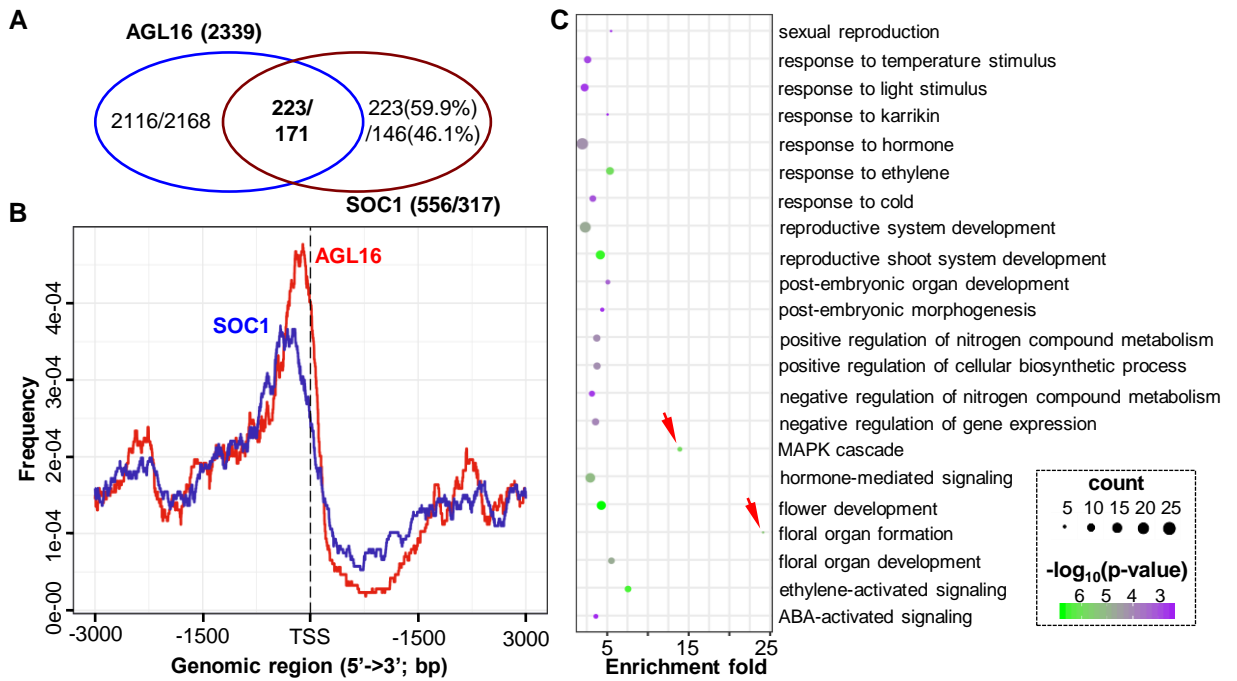 A
AGL16 (2339)
2116/2168
223/
171
223(59.9%)
/146(46.1%)
SOC1 (556/317)
B
AGL16
SOC1
Frequency
4e-04
3e-04
2e-04
1e-04
0e-00
-3000
-1500
TSS
-1500
3000
Genomic region (5’->3’; bp)
C
sexual reproduction
response to temperature stimulus
response to light stimulus
response to karrikin
response to hormone
response to ethylene
response to cold
reproductive system development
reproductive shoot system development
post-embryonic organ development
post-embryonic morphogenesis
positive regulation of nitrogen compound metabolism
positive regulation of cellular biosynthetic process
negative regulation of nitrogen compound metabolism
negative regulation of gene expression
MAPK cascade
hormone-mediated signaling
flower development
floral organ formation
floral organ development
ethylene-activated signaling
ABA-activated signaling
5
15
25
Enrichment fold
count
5 10 15 20 25
-log10(p-value)
6 5 4 3